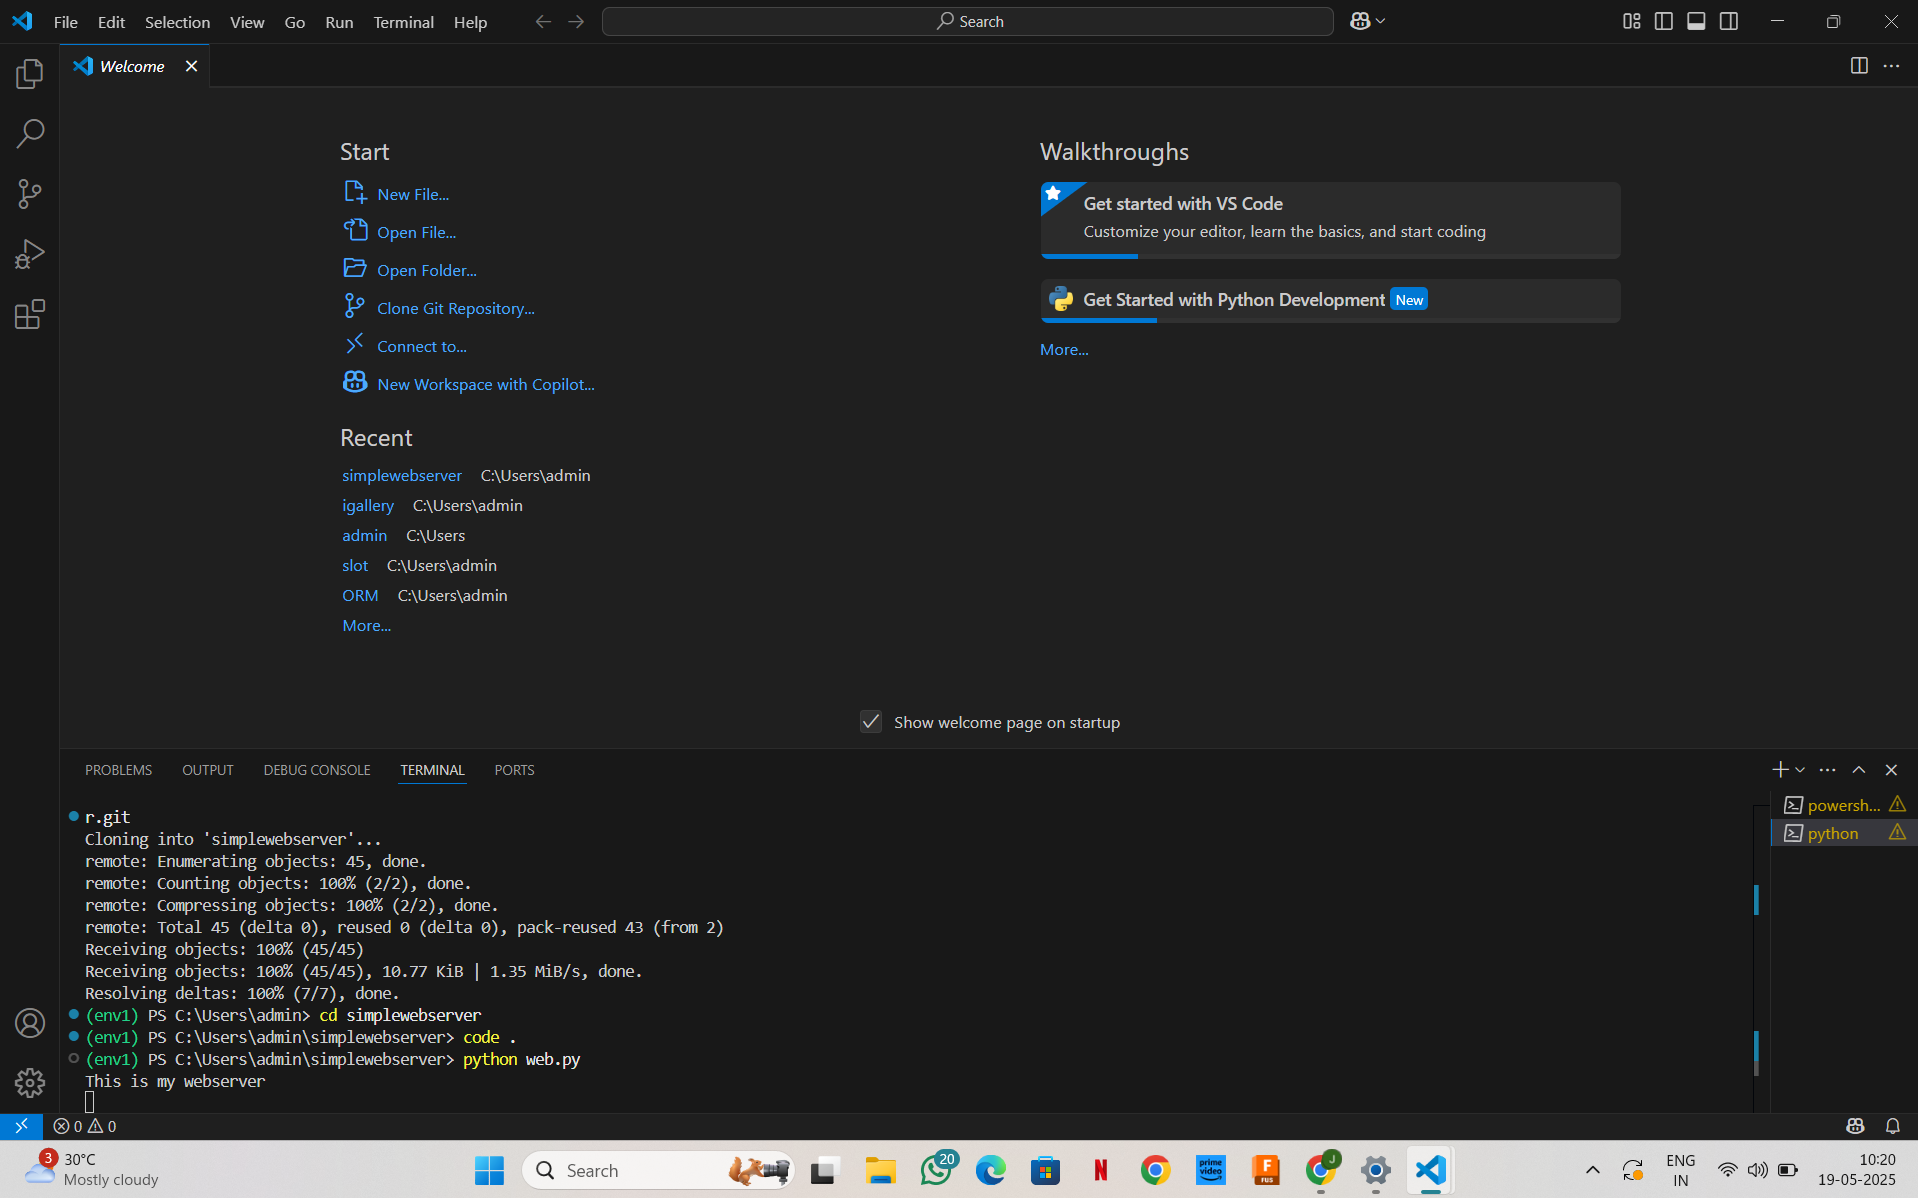 File Edit Selection View Go Run Terminal Help
Search
Welcome
Start
New File...
Open File...
Open Folder...
Clone Git Repository...
Connect to...
New Workspace with Copilot...
Recent
simplewebserver C:\Users\admin
igallery C:\Users\admin
admin C:\Users
slot C:\Users\admin
ORM C:\Users\admin
More...
Walkthroughs
Get started with VS Code
Customize your editor, learn the basics, and start coding
Get Started with Python Development New
More...
Show welcome page on startup
PROBLEMS OUTPUT DEBUG CONSOLE TERMINAL PORTS
r.git
Cloning into 'simplewebserver'...
remote: Enumerating objects: 45, done.
remote: Counting objects: 100% (2/2), done.
remote: Compressing objects: 100% (2/2), done.
remote: Total 45 (delta 0), reused 0 (delta 0), pack-reused 43 (from 2)
Receiving objects: 100% (45/45)
Receiving objects: 100% (45/45), 10.77 KiB | 1.35 MiB/s, done.
Resolving deltas: 100% (7/7), done.
(env1) PS C:\Users\admin> cd simplewebserver
(env1) PS C:\Users\admin\simplewebserver> code .
(env1) PS C:\Users\admin\simplewebserver> python web.py
This is my webserver
powersh...
python
0 0
3
30°C
Mostly cloudy
Search
20
N
prime video
F
FUS
J
ENG
IN
10:20
19-05-2025